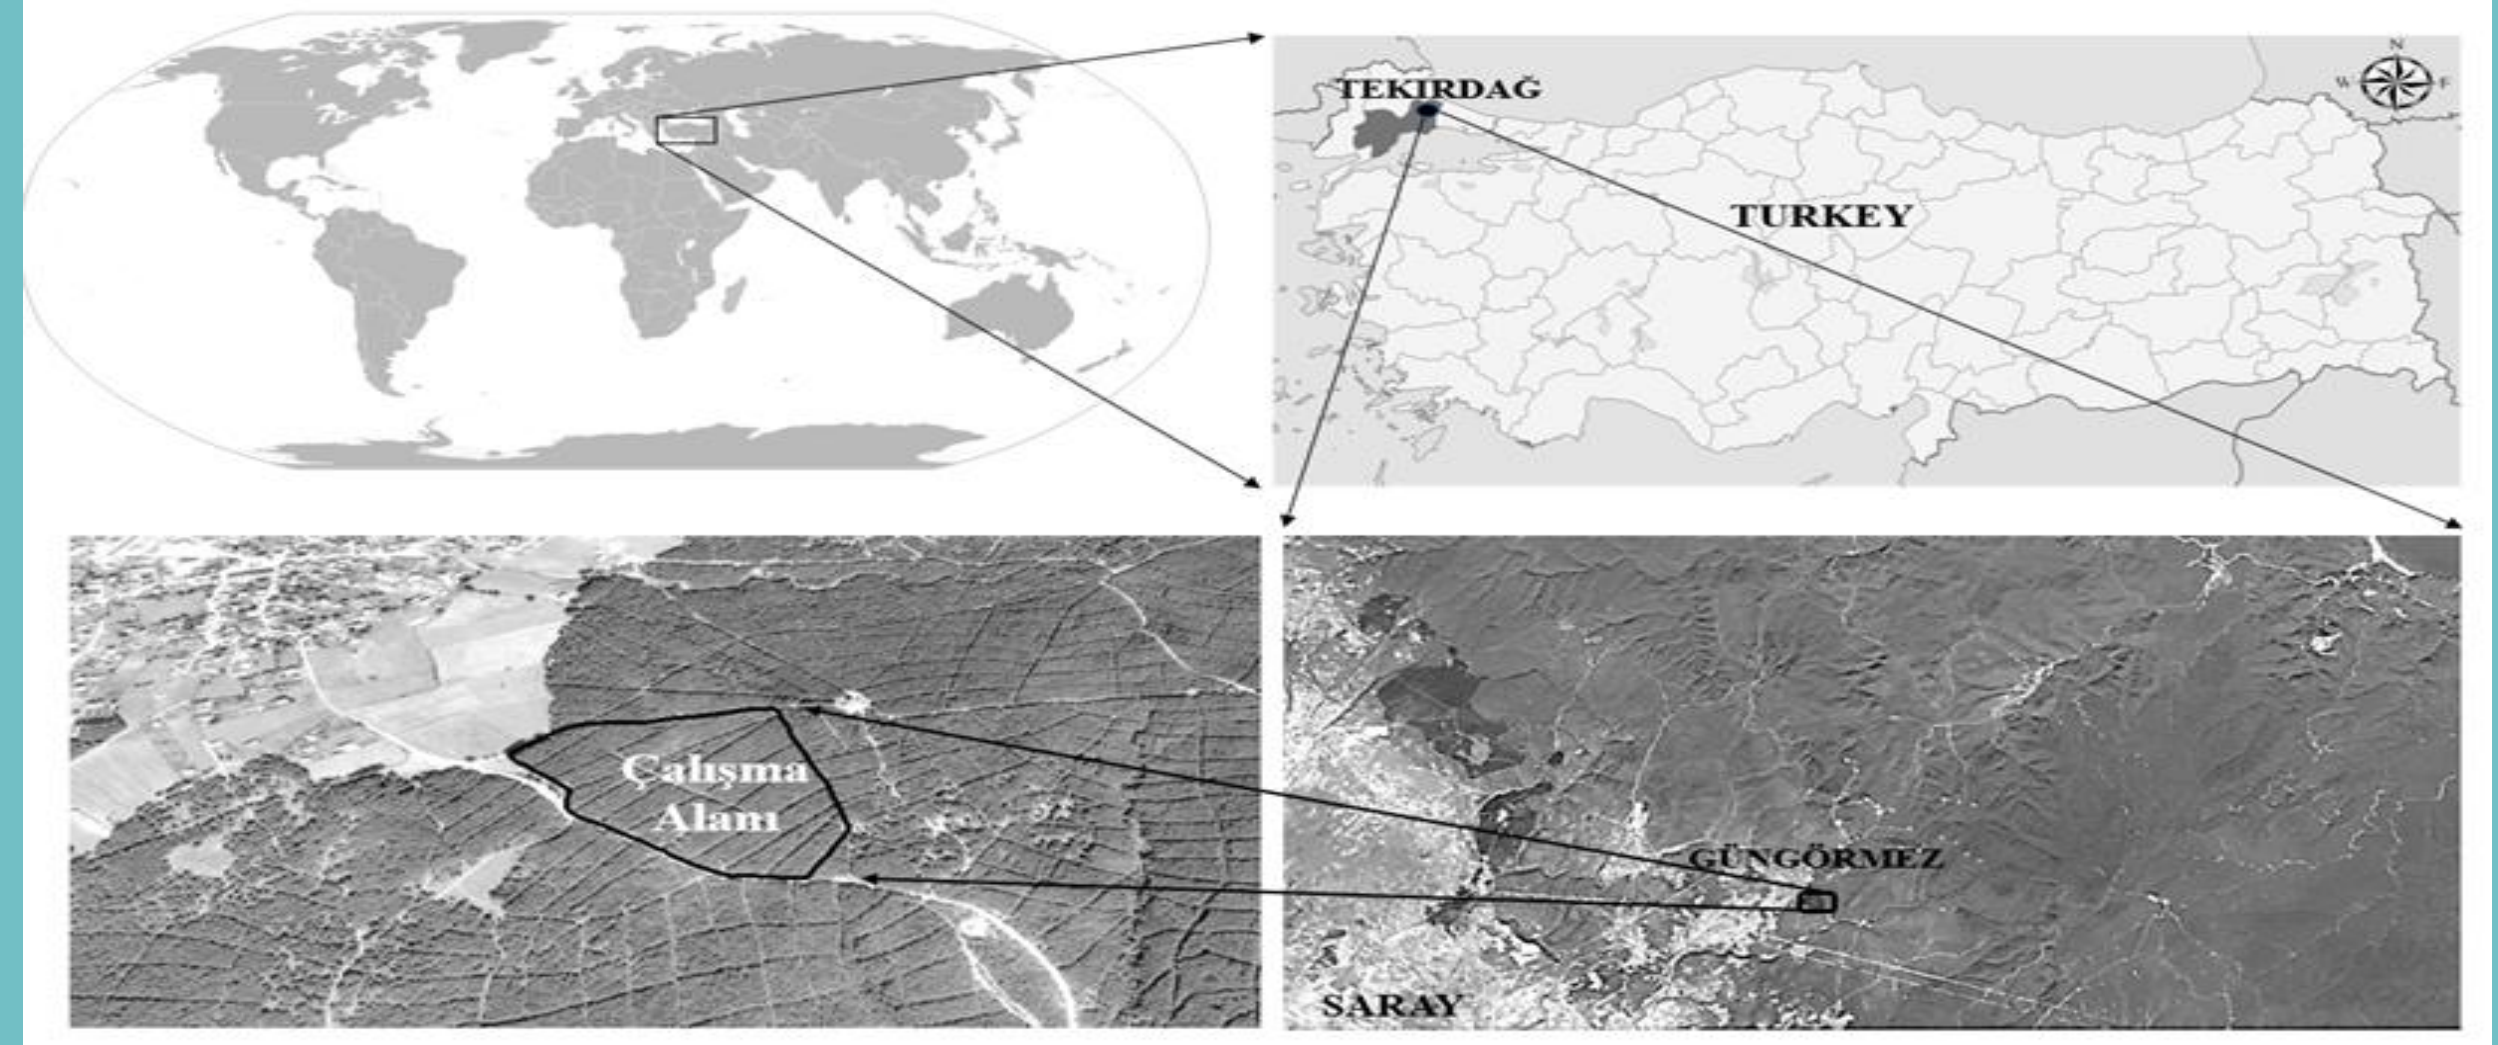 N
W
E
TEKIRDAĞ
TURKEY
Çalışma
Alanı
GÜNGÖRMEZ
SARAY